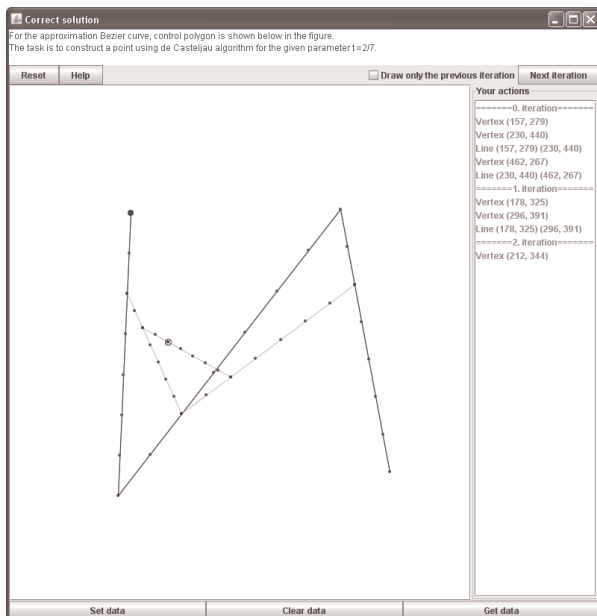 Correct solution
For the approximation Bezier curve, control polygon is shown below in the figure.
The task is to construct a point using de Casteljau algorithm for the given parameter t=2/7.
Reset Help Draw only the previous iteration Next iteration
Your actions
=======0. iteration=======
Vertex (157, 279)
Vertex (230, 440)
Line (157, 279) (230, 440)
Vertex (462, 267)
Line (230, 440) (462, 267)
=======1. iteration=======
Vertex (178, 325)
Vertex (296, 391)
Line (178, 325) (296, 391)
=======2. iteration=======
Vertex (212, 344)
Set data Clear data Get data